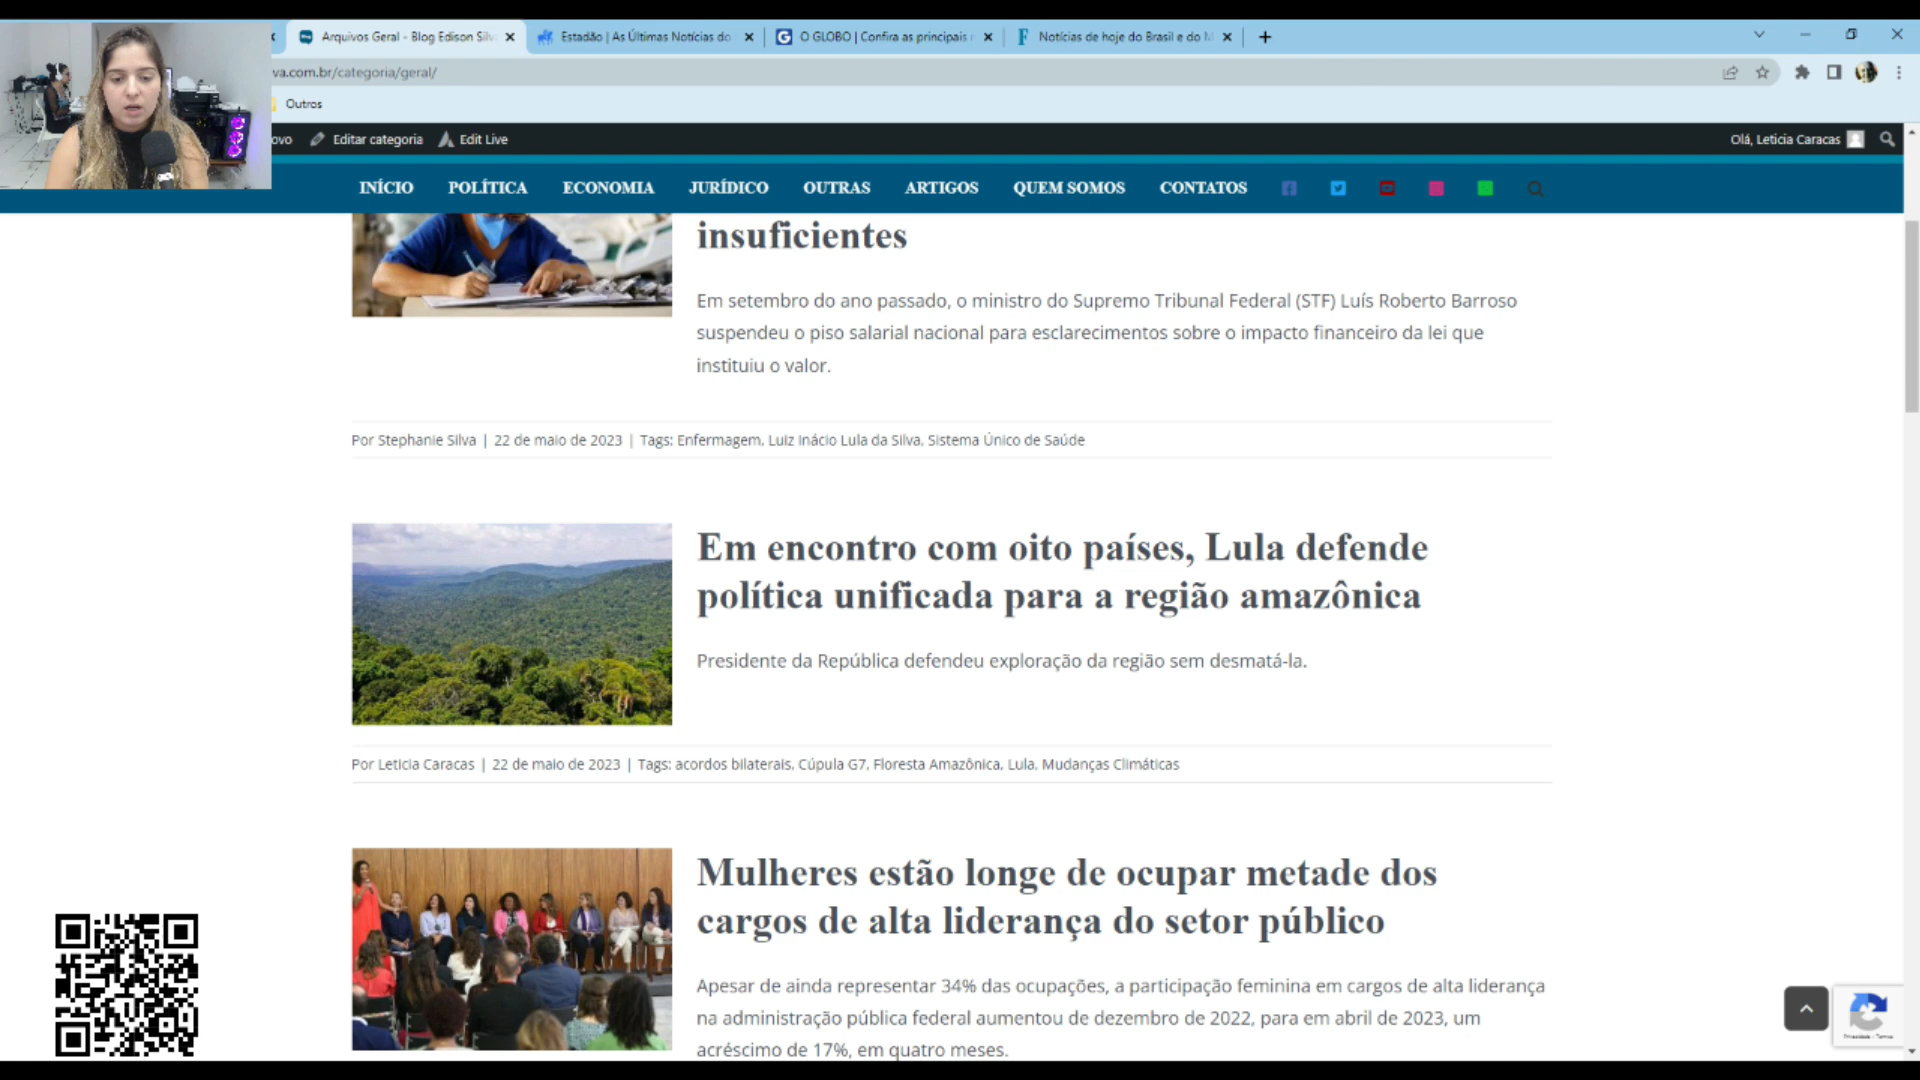 Arquivos Geral - Blog Edison Silv
Estadão | As Últimas Notícias do
O GLOBO | Confira as principais
Notícias de hoje do Brasil e do M
va.com.br/categoria/geral/
Outros
ovo
Editar categoria
Edit Live
Olá, Leticia Caracas
INÍCIO POLÍTICA ECONOMIA JURÍDICO OUTRAS ARTIGOS QUEM SOMOS CONTATOS
insuficientes
Em setembro do ano passado, o ministro do Supremo Tribunal Federal (STF) Luís Roberto Barroso
suspendeu o piso salarial nacional para esclarecimentos sobre o impacto financeiro da lei que
instituiu o valor.
Por Stephanie Silva | 22 de maio de 2023 | Tags: Enfermagem, Luiz Inácio Lula da Silva, Sistema Único de Saúde
Em encontro com oito países, Lula defende
política unificada para a região amazônica
Presidente da República defendeu exploração da região sem desmatá-la.
Por Leticia Caracas | 22 de maio de 2023 | Tags: acordos bilaterais, Cúpula G7, Floresta Amazônica, Lula, Mudanças Climáticas
Mulheres estão longe de ocupar metade dos
cargos de alta liderança do setor público
Apesar de ainda representar 34% das ocupações, a participação feminina em cargos de alta liderança
na administração pública federal aumentou de dezembro de 2022, para em abril de 2023, um
acréscimo de 17%, em quatro meses.
Privacidade - Termos